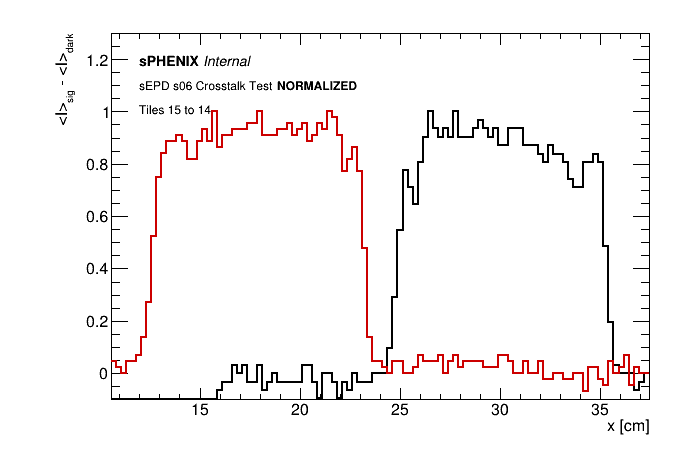 <I>sig - <I>dark
sPHENIX Internal
sEPD s06 Crosstalk Test NORMALIZED
Tiles 15 to 14
1.2
1
0.8
0.6
0.4
0.2
0
15 20 25 30 35
x [cm]